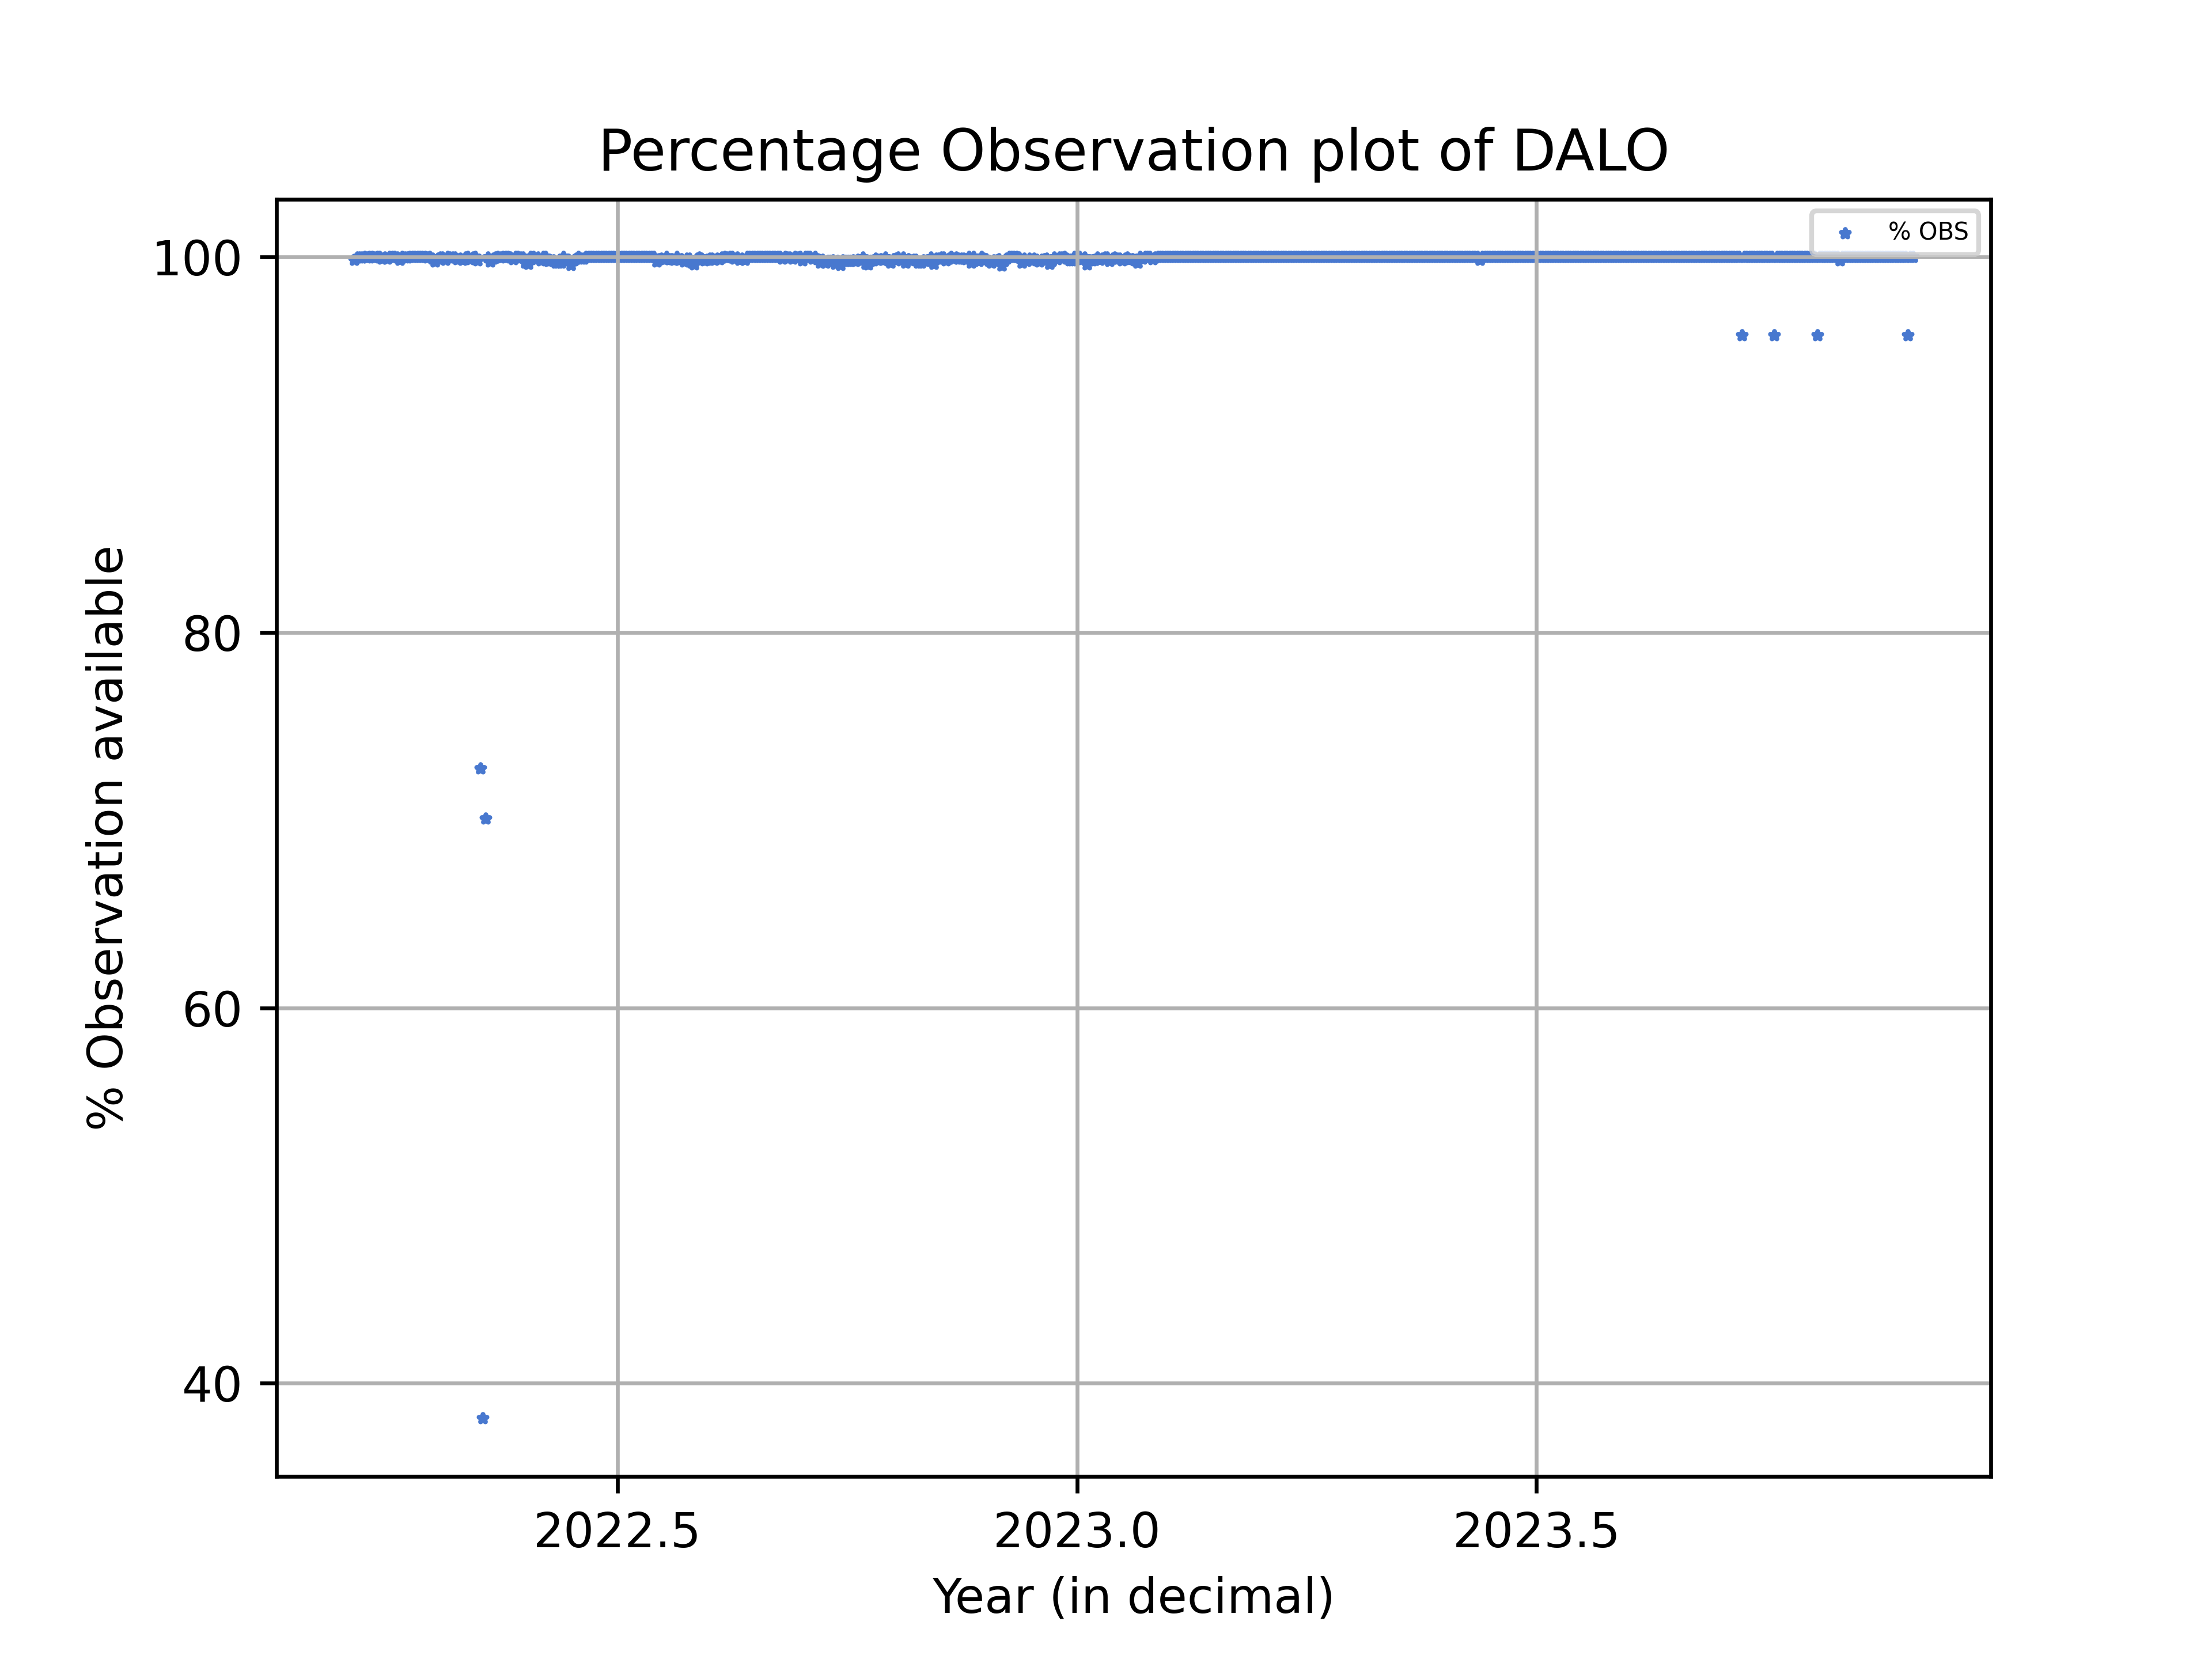 Percentage Observation plot of DALO
% OBS
100
80
60
40
% Observation available
2022.5
2023.0
2023.5
Year (in decimal)